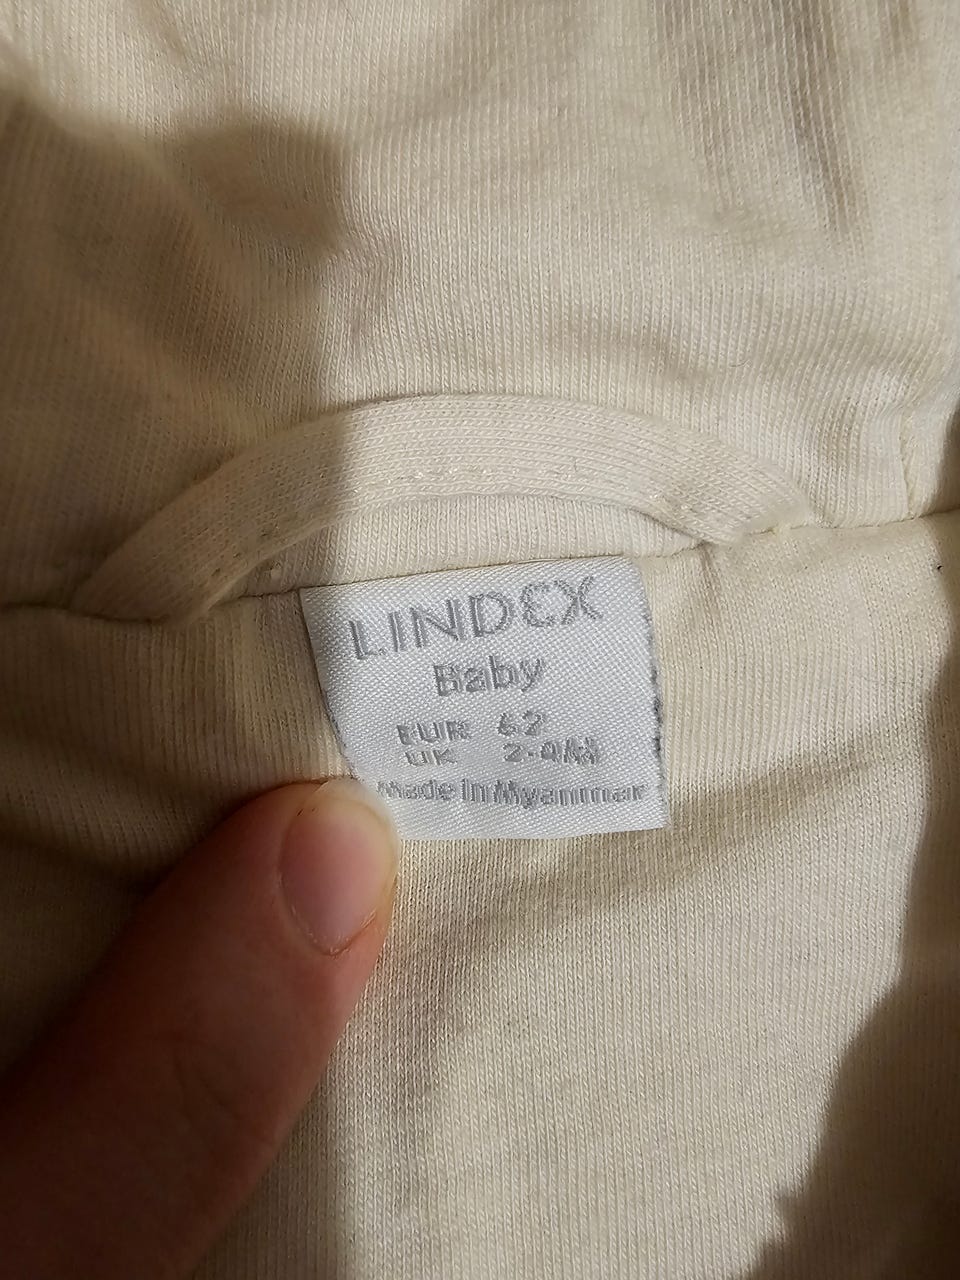 LINDEX
Baby
EUR 62
UK 2-4M
Made in Myanmar